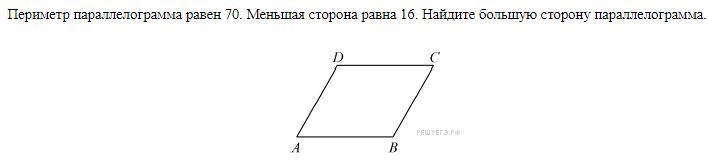 Периметр параллелограмма равен 70. Меньшая сторона равна 16. Найдите большую сторону параллелограмма.
D C
РЕШУЕГЭ.РФ
A B